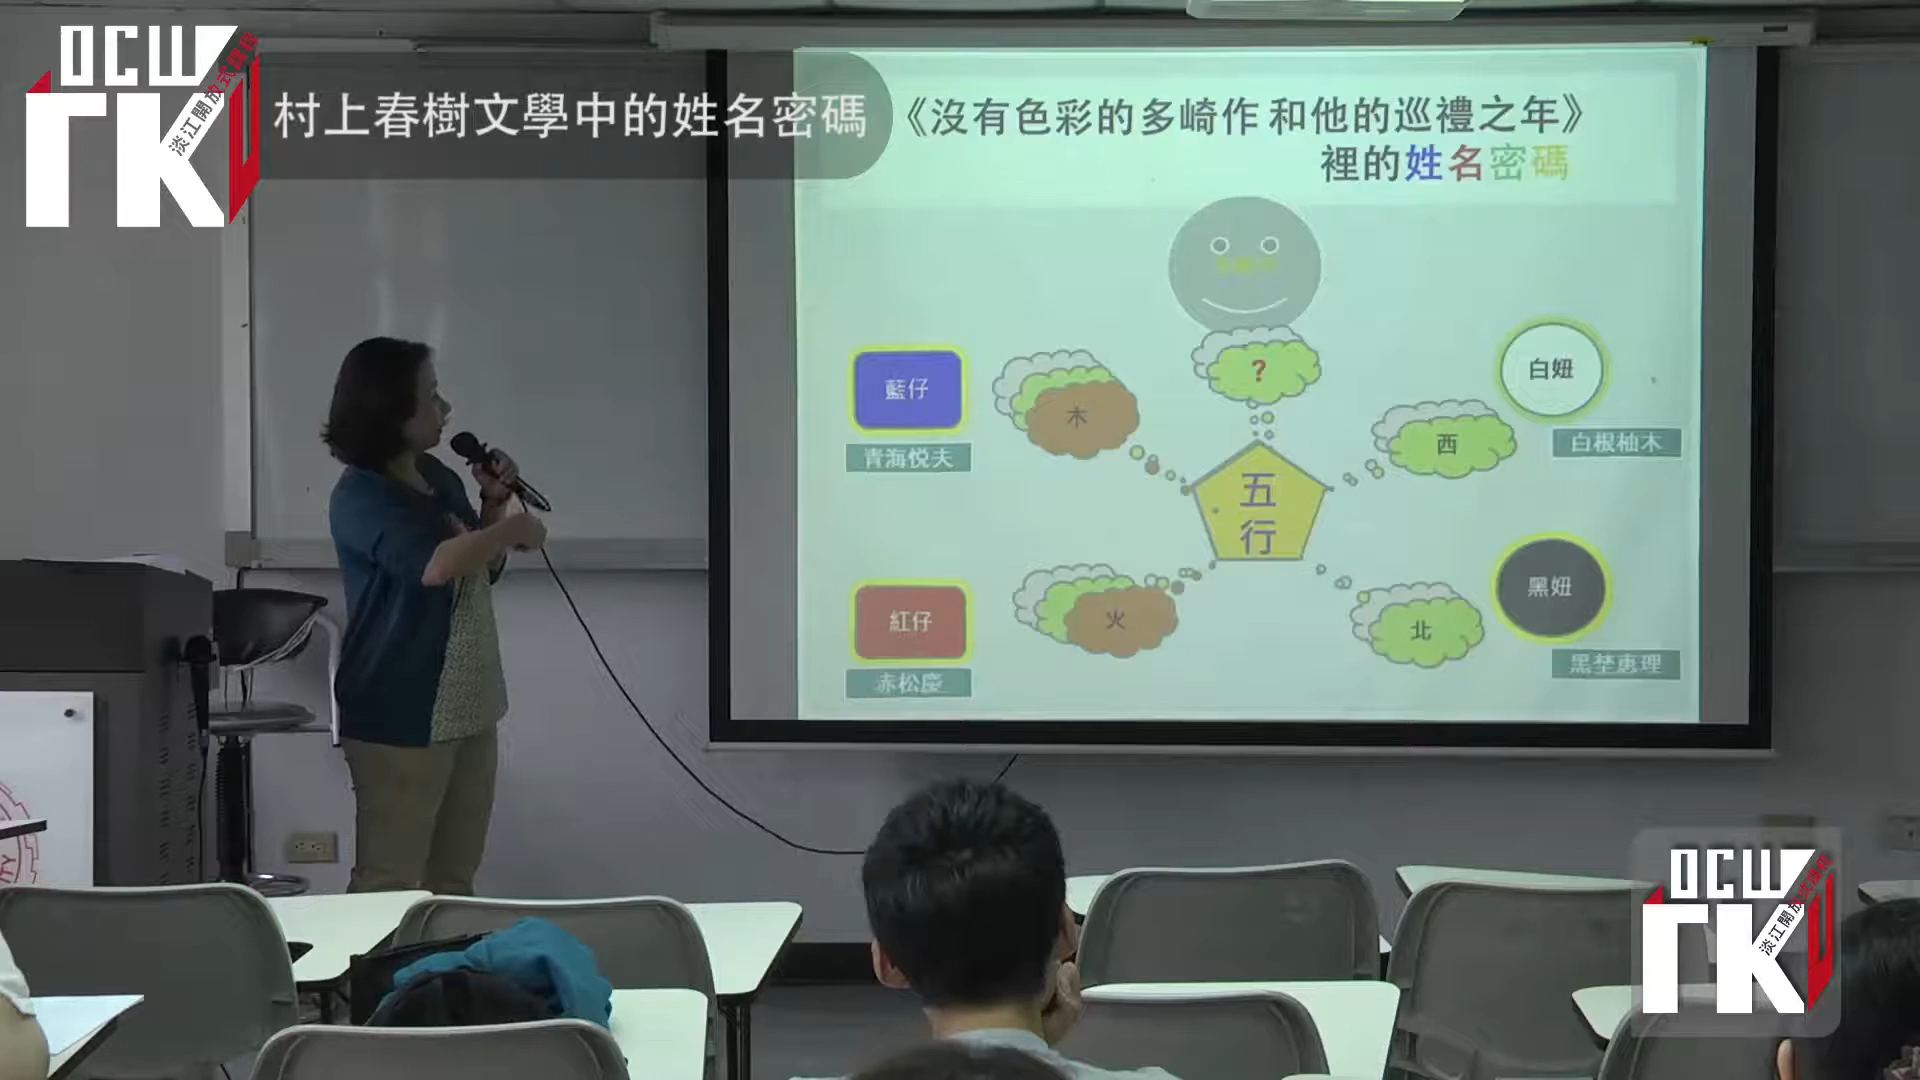 OCW
TKU
淡江開放式課程
村上春樹文學中的姓名密碼
《沒有色彩的多崎作 和他的巡禮之年》
裡的姓名密碼
?
藍仔
木
白妞
青海悦夫
西
白根柚木
五
行
紅仔
火
黑妞
北
赤松慶
黑埜恵理
OCW
TKU
淡江開放式課程